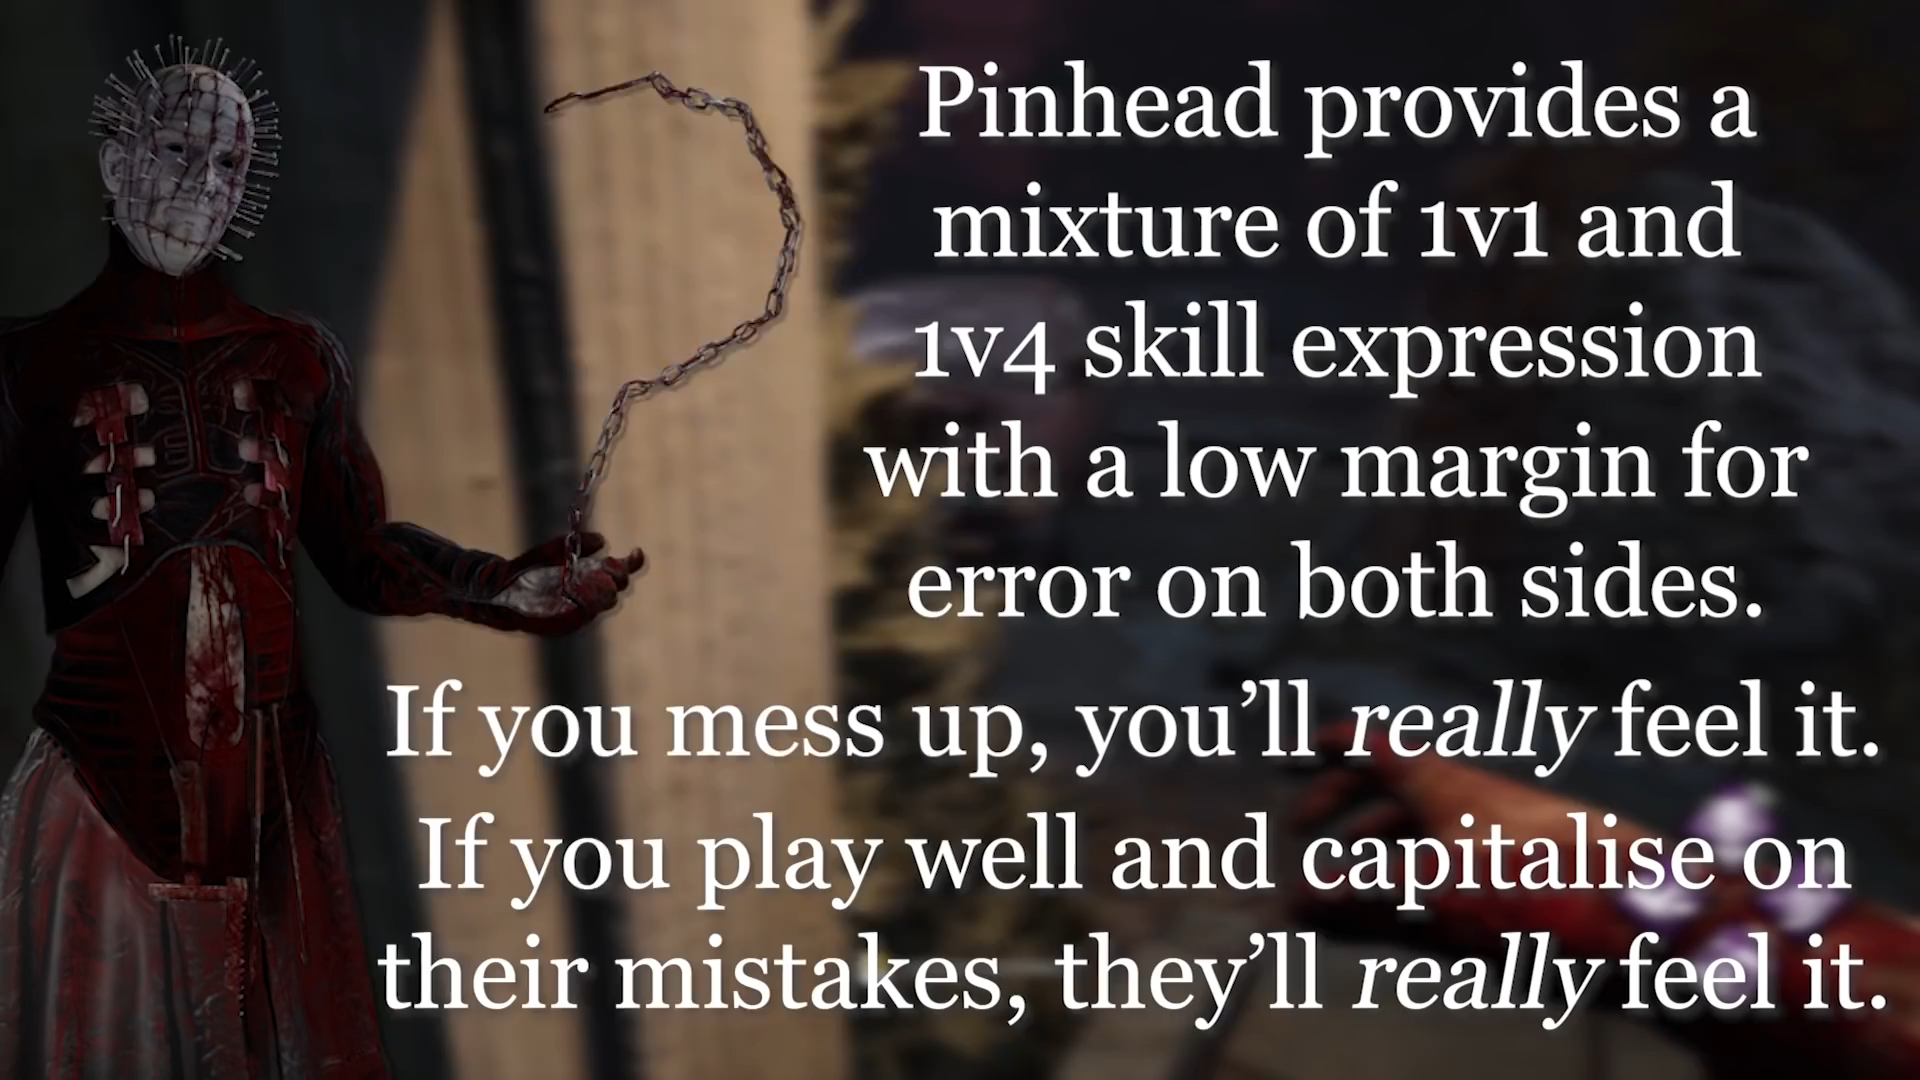 Pinhead provides a
mixture of 1v1 and
1v4 skill expression
with a low margin for
error on both sides.
If you mess up, you’ll really feel it.
If you play well and capitalise on
their mistakes, they’ll really feel it.